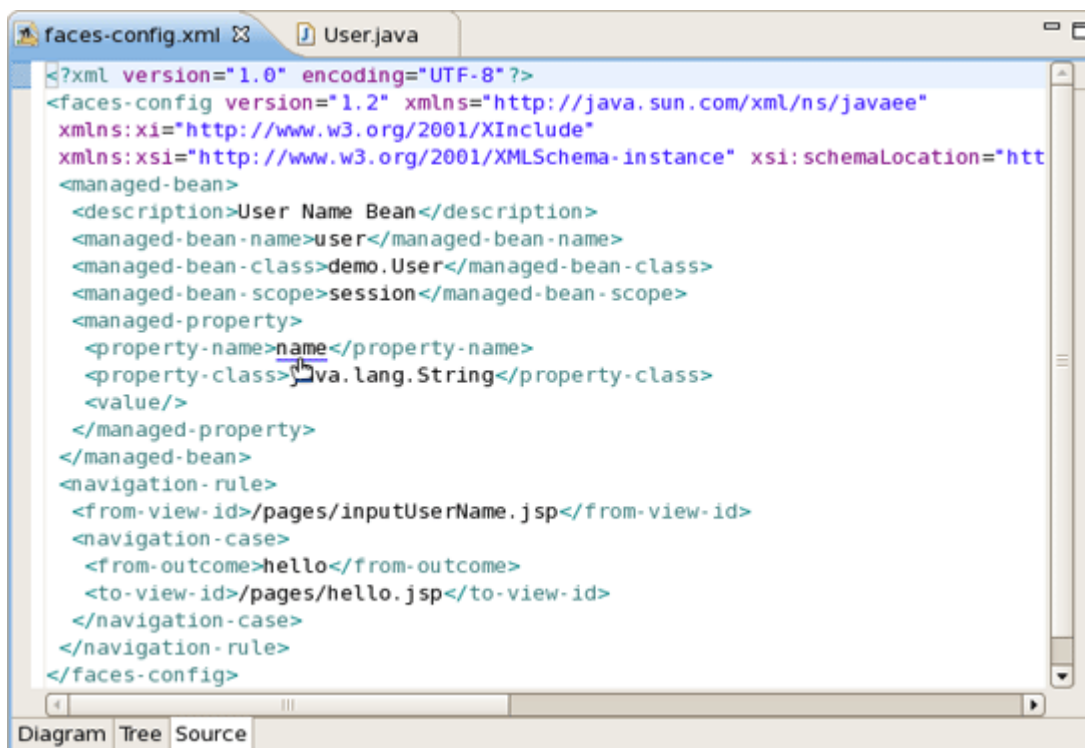 faces-config.xml User.java
<?xml version="1.0" encoding="UTF-8"?>
<faces-config version="1.2" xmlns="http://java.sun.com/xml/ns/javaee"
xmlns:xi="http://www.w3.org/2001/XInclude"
xmlns:xsi="http://www.w3.org/2001/XMLSchema-instance" xsi:schemaLocation="htt
<managed-bean>
<description>User Name Bean</description>
<managed-bean-name>user</managed-bean-name>
<managed-bean-class>demo.User</managed-bean-class>
<managed-bean-scope>session</managed-bean-scope>
<managed-property>
<property-name>name</property-name>
<property-class>java.lang.String</property-class>
<value/>
</managed-property>
</managed-bean>
<navigation-rule>
<from-view-id>/pages/inputUserName.jsp</from-view-id>
<navigation-case>
<from-outcome>hello</from-outcome>
<to-view-id>/pages/hello.jsp</to-view-id>
</navigation-case>
</navigation-rule>
</faces-config>
Diagram Tree Source